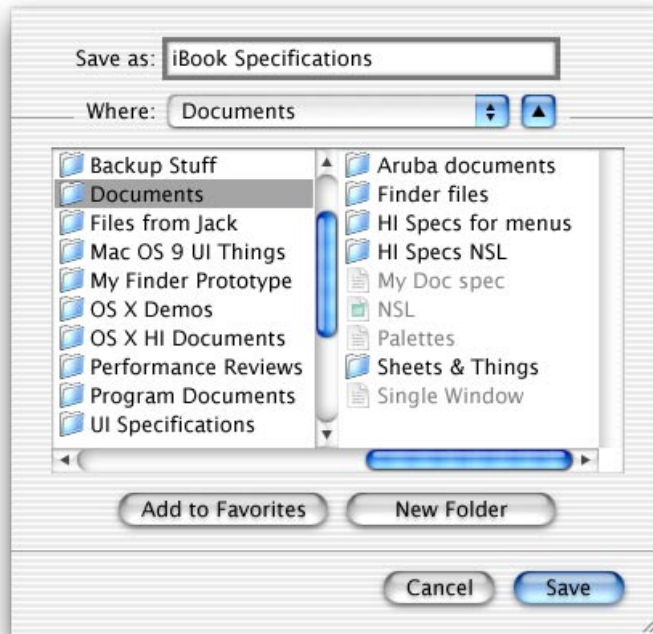 Save as: iBook Specifications
Where: Documents
Backup Stuff
Documents
Files from Jack
Mac OS 9 UI Things
My Finder Prototype
OS X Demos
OS X HI Documents
Performance Reviews
Program Documents
UI Specifications
Aruba documents
Finder files
HI Specs for menus
HI Specs NSL
My Doc spec
NSL
Palettes
Sheets & Things
Single Window
Add to Favorites
New Folder
Cancel
Save